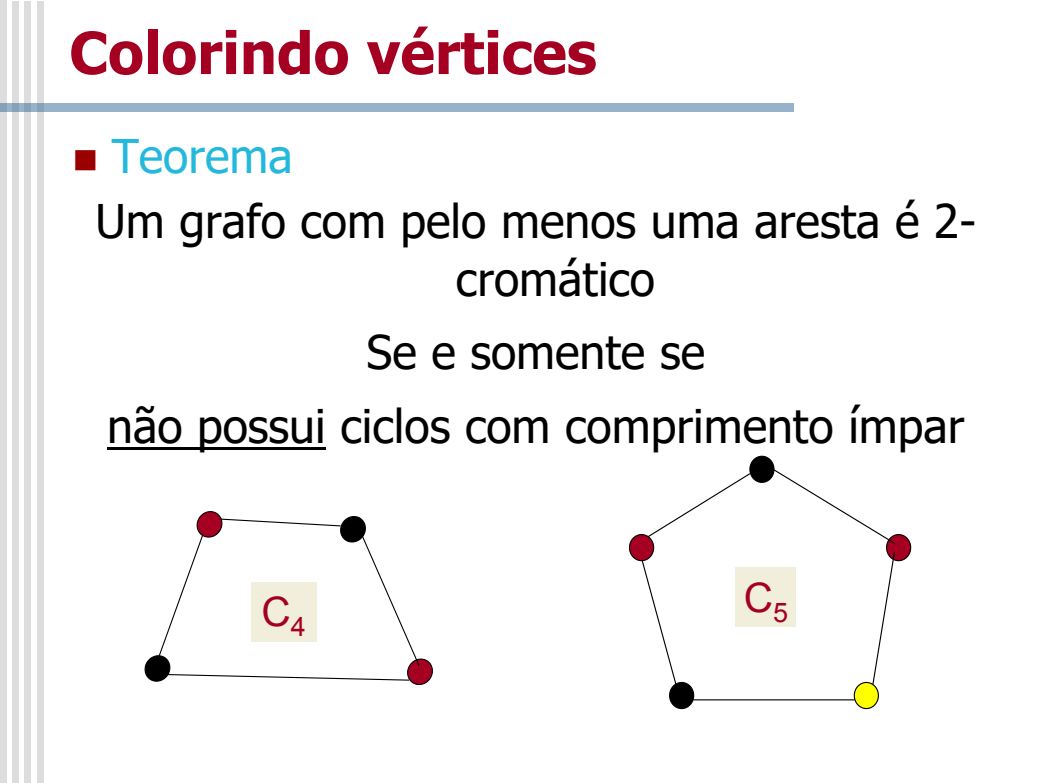 Colorindo vértices
Teorema
Um grafo com pelo menos uma aresta é 2-
cromático
Se e somente se
não possui ciclos com comprimento ímpar
C₄
C₅